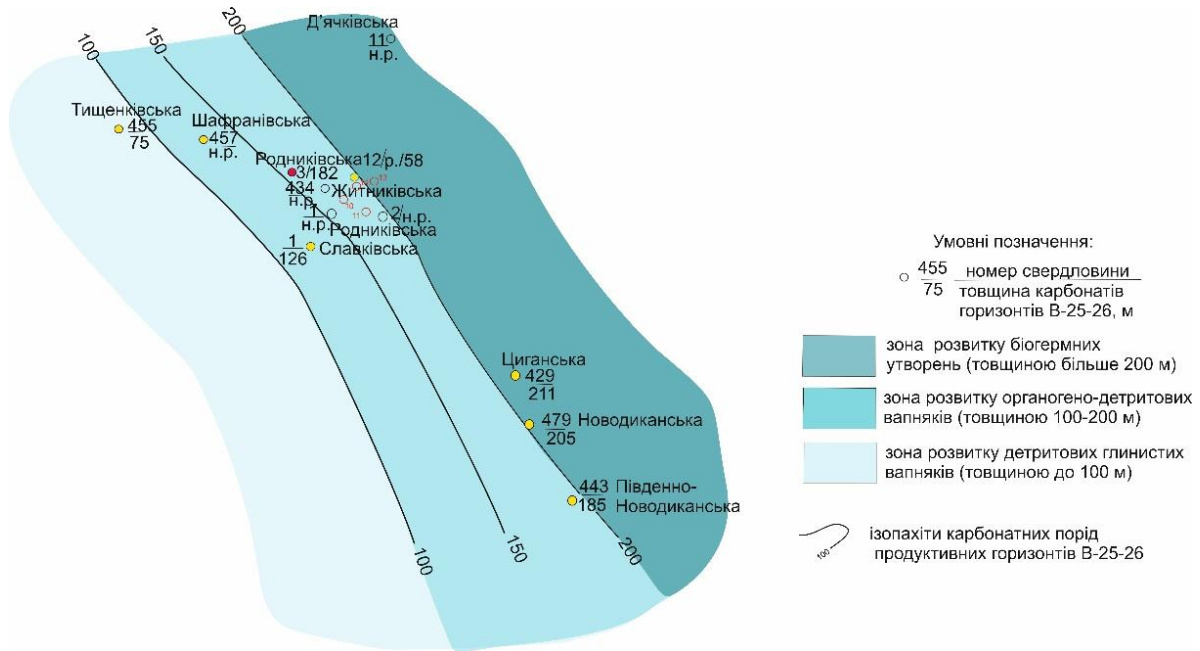 200
150
100
Д'ячківська
11
н.р.
Тищенківська
455
75
Шафранівська
457
н.р.
Родниківська 12/р./58
3/182
434
н.р.
Житниківська
13
10
11
1
н.р.
2/н.р.
Родниківська
1
126
Славківська
Циганська
429
211
479
205
Новодиканська
443
185
Південно-
Новодиканська
100
150
200
Умовні позначення:
455
75
номер свердловини
товщина карбонатів
горизонтів В-25-26, м
зона розвитку біогермних
утворень (товщиною більше 200 м)
зона розвитку органогено-детритових
вапняків (товщиною 100-200 м)
зона розвитку детритових глинистих
вапняків (товщиною до 100 м)
100
ізопахіти карбонатних порід
продуктивних горизонтів В-25-26